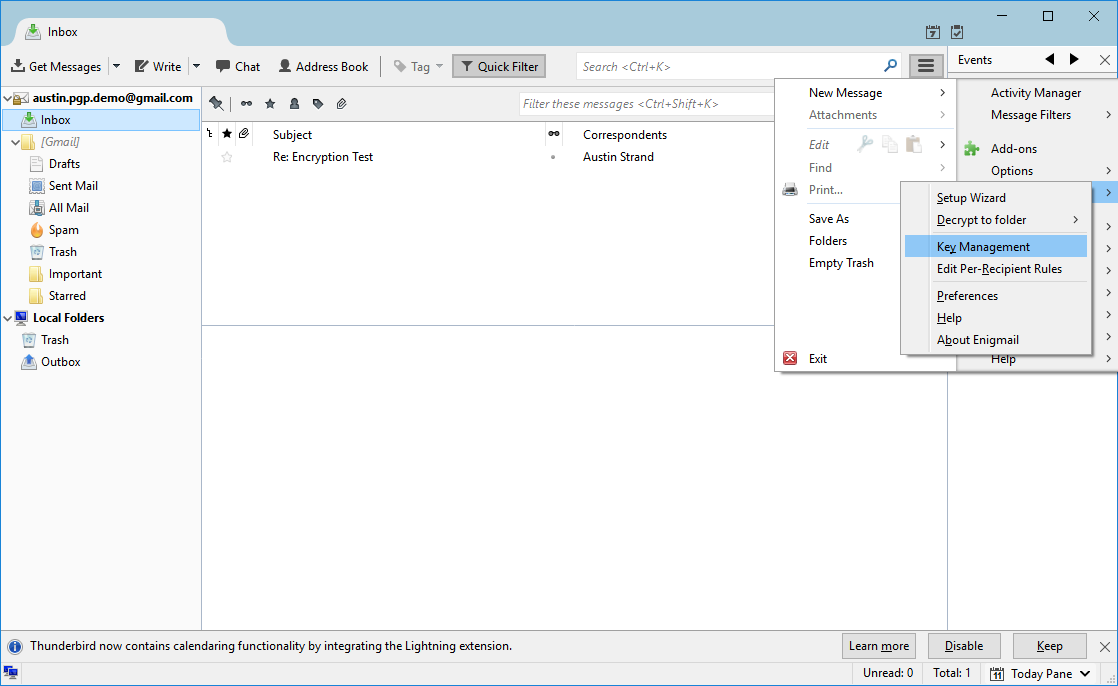 Inbox
7
Get Messages Write Chat Address Book Tag Quick Filter Search <Ctrl+K> Events
austin.pgp.demo@gmail.com
Inbox
[Gmail]
Drafts
Sent Mail
All Mail
Spam
Trash
Important
Starred
Local Folders
Trash
Outbox
Filter these messages <Ctrl+Shift+K>
Subject Correspondents
Re: Encryption Test Austin Strand
New Message
Attachments
Edit
Find
Print...
Save As
Folders
Empty Trash
Exit
Activity Manager
Message Filters
Add-ons
Options
Help
Setup Wizard
Decrypt to folder
Key Management
Edit Per-Recipient Rules
Preferences
Help
About Enigmail
Thunderbird now contains calendaring functionality by integrating the Lightning extension. Learn more Disable Keep
Unread: 0 Total: 1 11 Today Pane